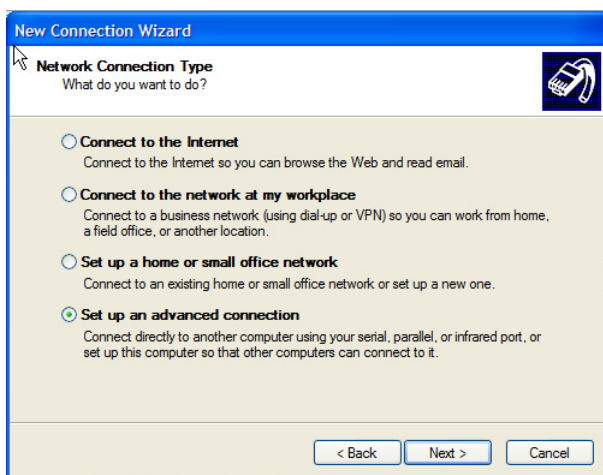 New Connection Wizard
Network Connection Type
What do you want to do?
Connect to the Internet
Connect to the Internet so you can browse the Web and read email.
Connect to the network at my workplace
Connect to a business network (using dial-up or VPN) so you can work from home,
a field office, or another location.
Set up a home or small office network
Connect to an existing home or small office network or set up a new one.
Set up an advanced connection
Connect directly to another computer using your serial, parallel, or infrared port, or
set up this computer so that other computers can connect to it.
< Back Next > Cancel